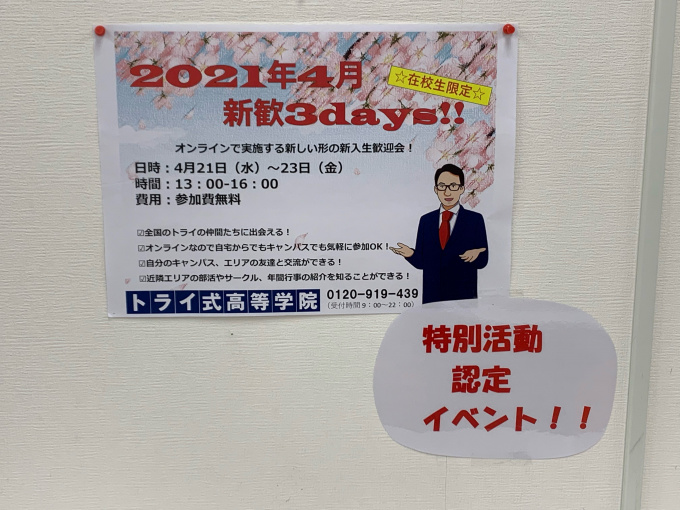 2021年4月
☆在校生限定☆
新歓3days!!
オンラインで実施する新しい形の新入生歓迎会！
日時：4月21日（水）～23日（金）
時間：13：00-16：00
費用：参加費無料
☑全国のトライの仲間たちに出会える！
☑オンラインなので自宅からでもキャンパスでも気軽に参加OK！
☑自分のキャンパス、エリアの友達と交流ができる！
☑近隣エリアの部活やサークル、年間行事の紹介を知ることができる！
トライ式高等学院 0120-919-439
（受付時間 9：00～22：00）
特別活動
認定
イベント！！